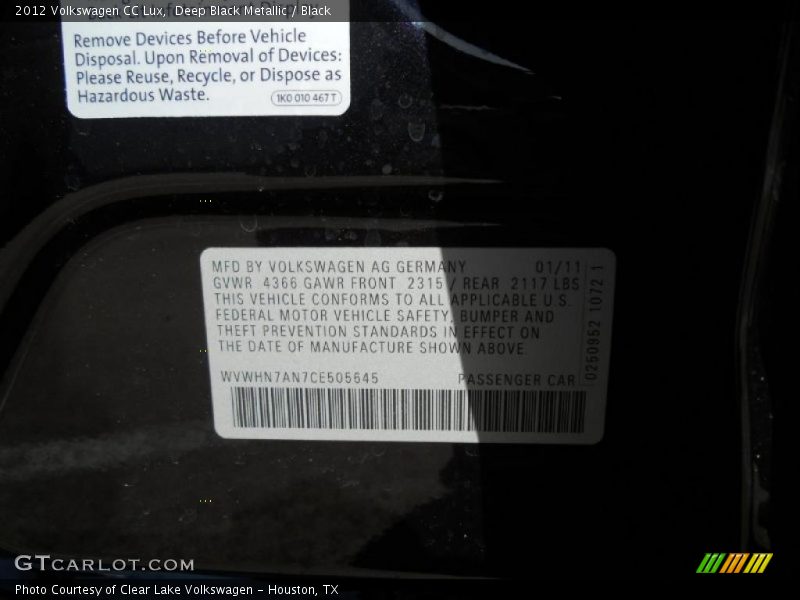 2012 Volkswagen CC Lux, Deep Black Metallic / Black
Remove Devices Before Vehicle
Disposal. Upon Removal of Devices:
Please Reuse, Recycle, or Dispose as
Hazardous Waste.
1K0 010 467 T
MFD BY VOLKSWAGEN AG GERMANY 01/11
GVWR 4366 GAWR FRONT 2315 / REAR 2117 LBS
THIS VEHICLE CONFORMS TO ALL APPLICABLE U.S.
FEDERAL MOTOR VEHICLE SAFETY, BUMPER AND
THEFT PREVENTION STANDARDS IN EFFECT ON
THE DATE OF MANUFACTURE SHOWN ABOVE.
WVWHN7AN7CE505645 PASSENGER CAR
0250952 1072 1
GTCARLOT.COM
Photo Courtesy of Clear Lake Volkswagen - Houston, TX